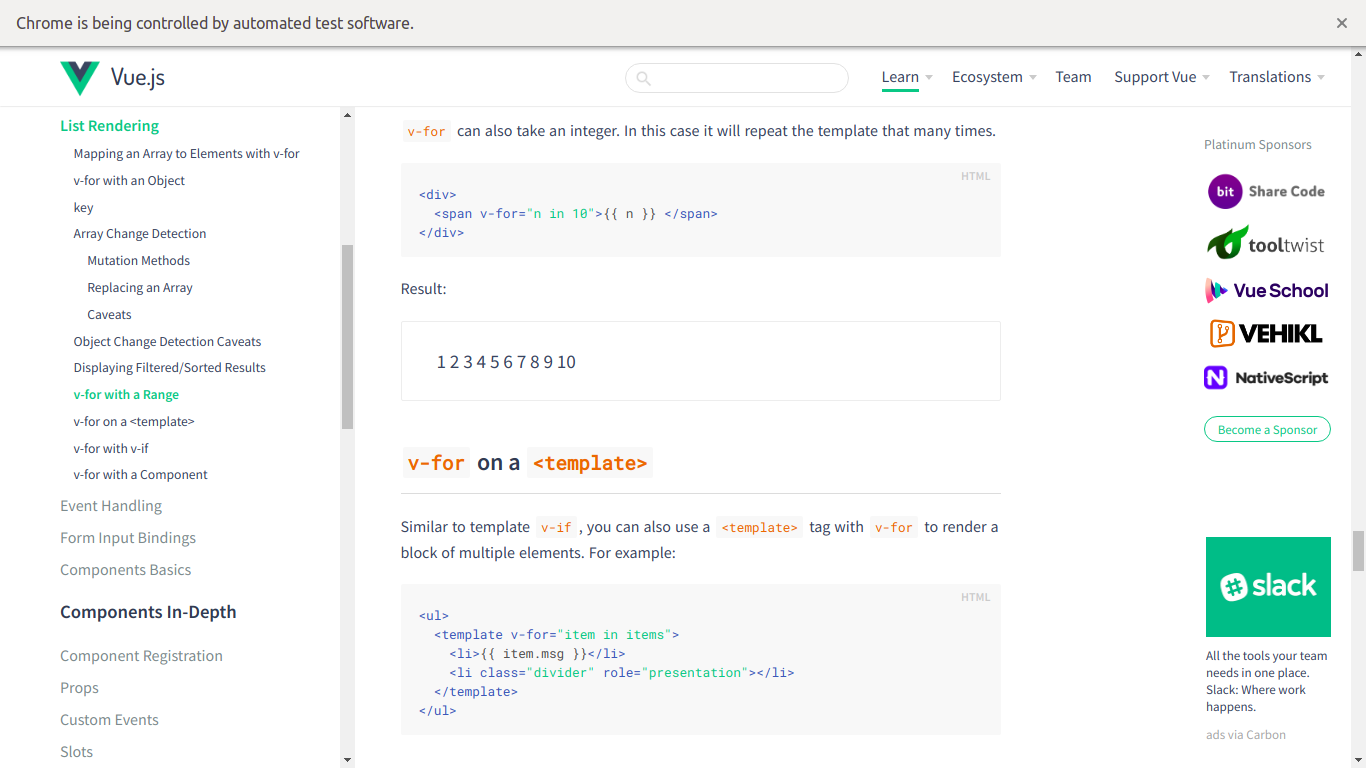 Chrome is being controlled by automated test software.
Vue.js
Learn
Ecosystem
Team
Support Vue
Translations
List Rendering
Mapping an Array to Elements with v-for
v-for with an Object
key
Array Change Detection
Mutation Methods
Replacing an Array
Caveats
Object Change Detection Caveats
Displaying Filtered/Sorted Results
v-for with a Range
v-for on a <template>
v-for with v-if
v-for with a Component
Event Handling
Form Input Bindings
Components Basics
Components In-Depth
Component Registration
Props
Custom Events
Slots
v-for can also take an integer. In this case it will repeat the template that many times.
HTML
<div>
  <span v-for="n in 10">{{ n }} </span>
</div>
Result:
1 2 3 4 5 6 7 8 9 10
v-for on a <template>
Similar to template v-if , you can also use a <template> tag with v-for to render a
block of multiple elements. For example:
HTML
<ul>
  <template v-for="item in items">
    <li>{{ item.msg }}</li>
    <li class="divider" role="presentation"></li>
  </template>
</ul>
Platinum Sponsors
bit Share Code
tooltwist
Vue School
VEHIKL
NativeScript
Become a Sponsor
slack
All the tools your team
needs in one place.
Slack: Where work
happens.
ads via Carbon